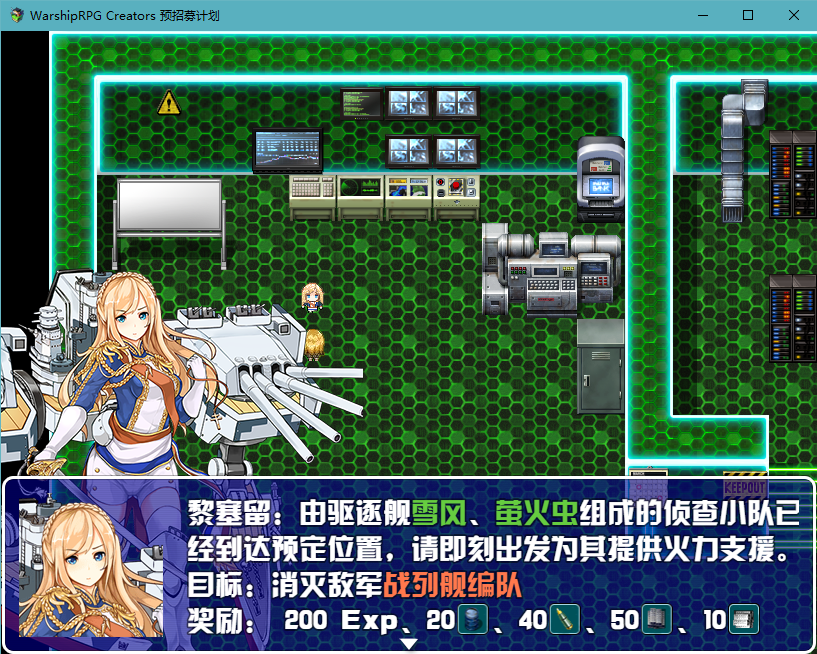 WarshipRPG Creators 预招募计划
KEEPOUT
黎塞留：由驱逐舰雪风、萤火虫组成的侦查小队已
经到达预定位置，请即刻出发为其提供火力支援。
目标：消灭敌军战列舰编队
奖励： 200 Exp、20 、40 、50 、10